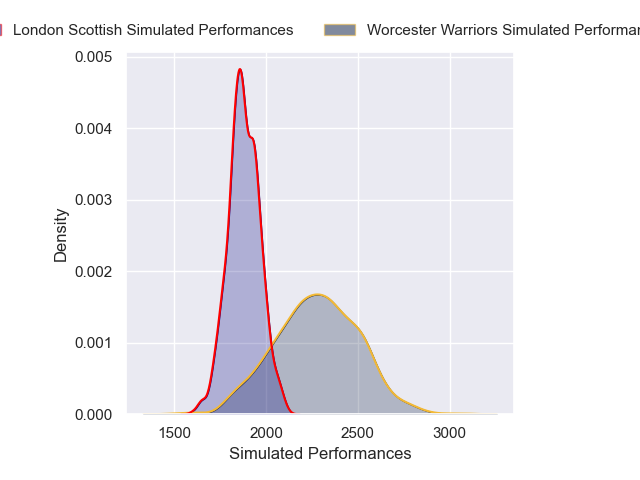 London Scottish Simulated Performances
Worcester Warriors Simulated
0.005
0.004
0.003
0.002
0.001
0.000
Density
1500 2000 2500 3000
Simulated Performances